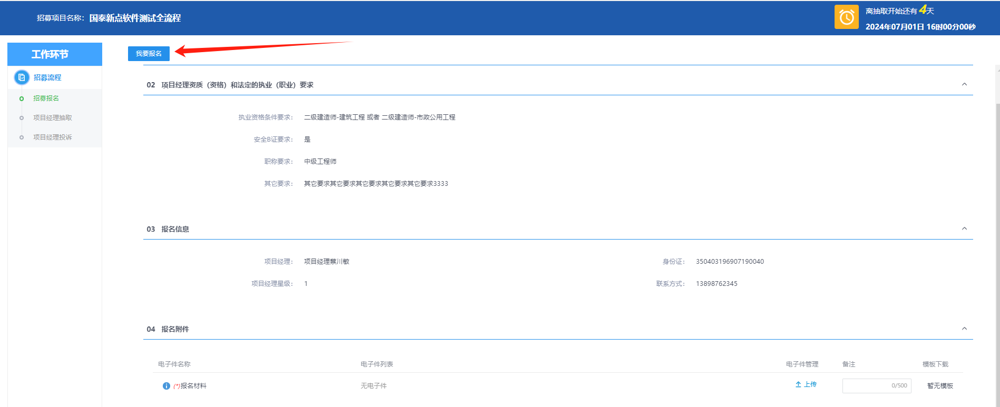 招募项目名称： 国泰新点软件测试全流程
离抽取开始还有4天
2024年07月01日 16时00分00秒
工作环节
招募流程
招募报名
项目经理抽取
项目经理投诉
我要报名
02 项目经理资质（资格）和法定的执业（职业）要求
执业资格条件要求： 二级建造师-建筑工程 或者 二级建造师-市政公用工程
安全B证要求： 是
职称要求： 中级工程师
其它要求： 其它要求其它要求其它要求其它要求其它要求3333
03 报名信息
项目经理： 项目经理蔡川敏 身份证： 350403196907190040
项目经理星级： 1 联系方式： 13898762345
04 报名附件
电子件名称 电子件列表 电子件管理 备注 模板下载
(*)报名材料 无电子件 上传 0/500 暂无模板